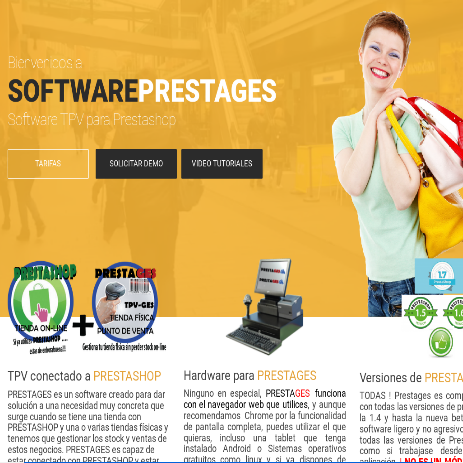 Bienvenidos a
SOFTWAREPRESTAGES
Software TPV para Prestashop
TARIFAS
SOLICITAR DEMO
VIDEO TUTORIALES
PRESTASHOP
TIENDA ON-LINE
PRESTAGES
TPV-GES
TIENDA FÍSICA
PUNTO DE VENTA
Gestiona tu tienda física sin perder stock on-line
1.7
1.5
1.6
TPV conectado a PRESTASHOP
PRESTAGES es un software creado para dar
solución a una necesidad muy concreta que
surge cuando se tiene una tienda con
PRESTASHOP y una o varias tiendas físicas y
tenemos que gestionar los stock y ventas de
estos negocios. PRESTAGES es capaz de
estar conectado con PRESTASHOP y estar
Hardware para PRESTAGES
Ninguno en especial, PRESTAGES funciona
con el navegador web que utilices, y aunque
recomendamos Chrome por la funcionalidad
de pantalla completa, puedes utilizar el que
quieras, incluso una tablet que tenga
instalado Android o Sistemas operativos
gratuitos como linux y si ya dispones de
Versiones de PRESTA
TODAS ! Prestages es comp
con todas las versiones de p
la 1.4 y hasta la nueva bet
software ligero y no agresivo
todas las versiones de Pres
como si trabajase desde
NO ES UN MÓD